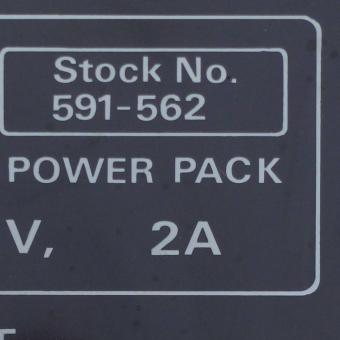 Stock No.
591-562
POWER PACK
V, 2A